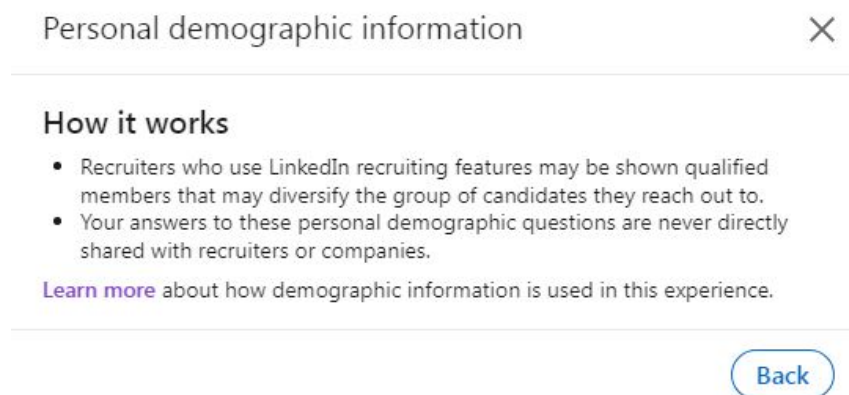 Personal demographic information
How it works
• Recruiters who use LinkedIn recruiting features may be shown qualified
members that may diversify the group of candidates they reach out to.
• Your answers to these personal demographic questions are never directly
shared with recruiters or companies.
Learn more about how demographic information is used in this experience.
Back